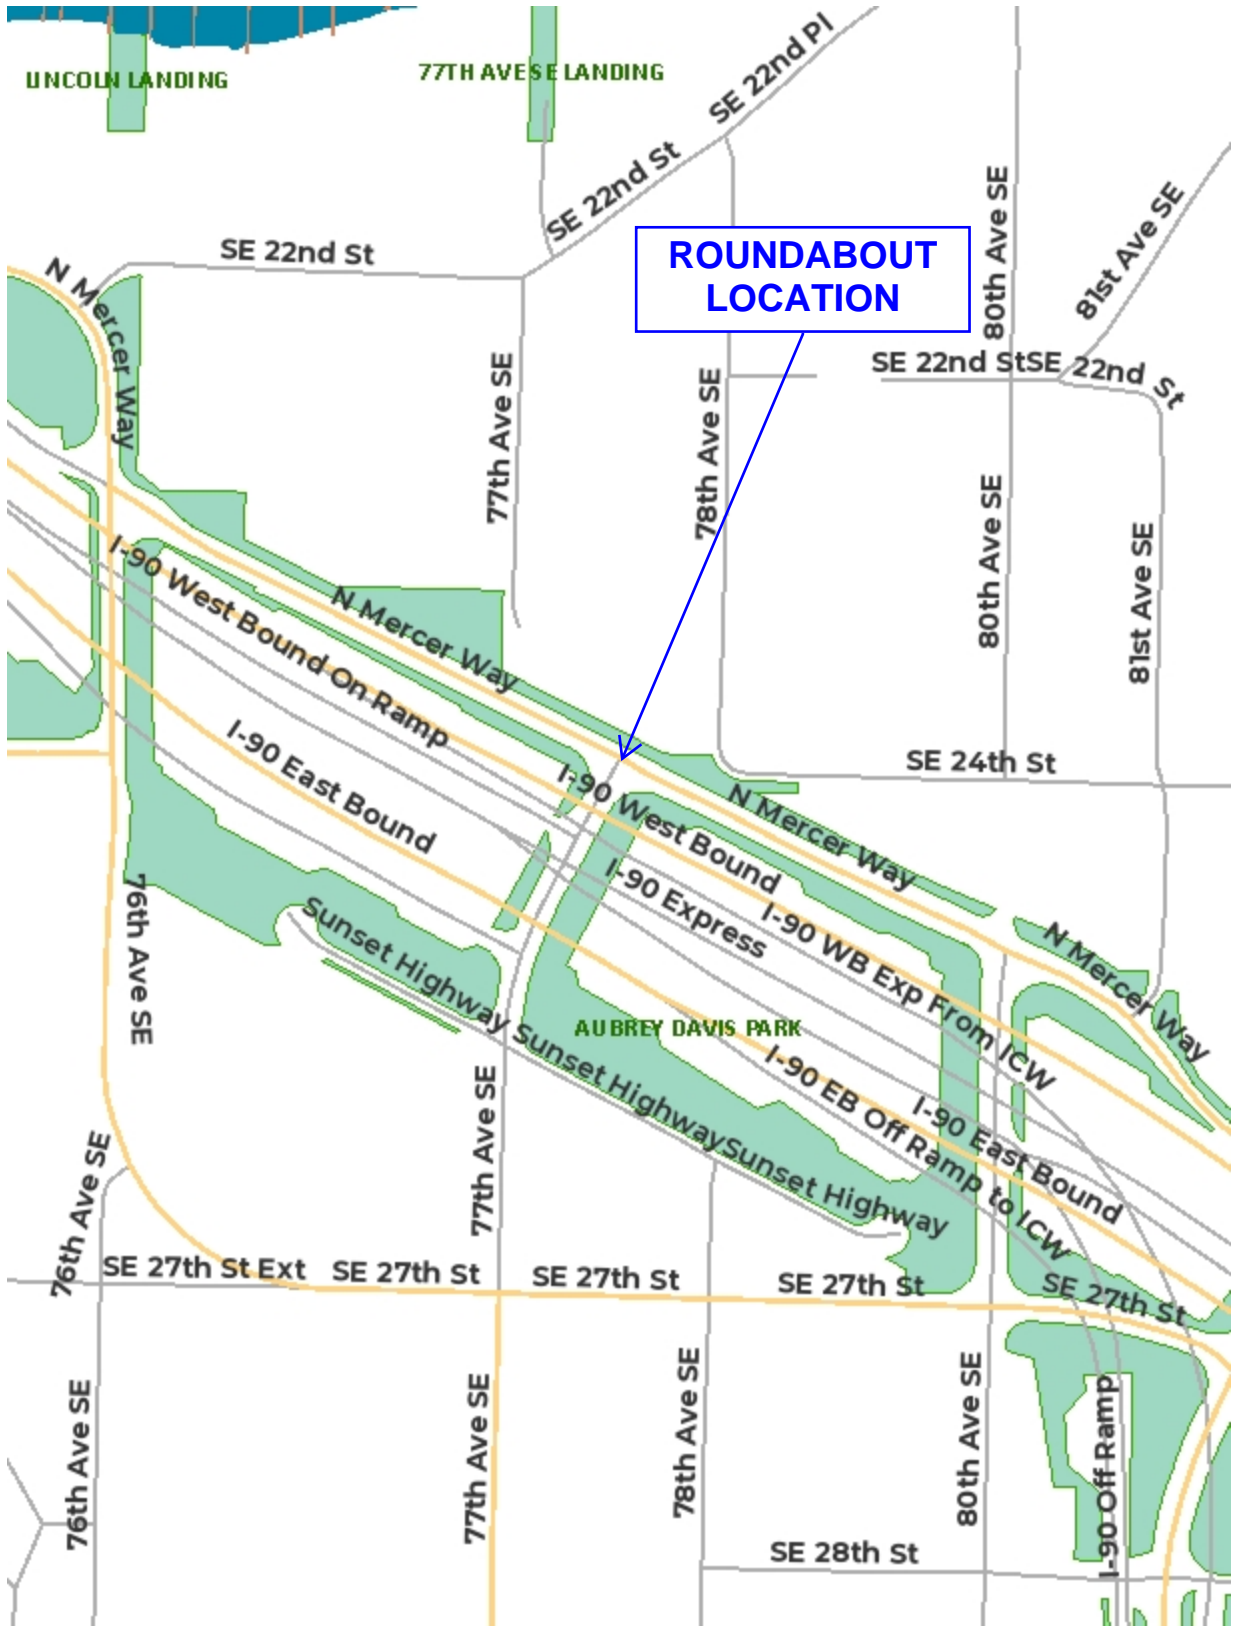 LINCOLN LANDING
77TH AVE SE LANDING
SE 22nd Pl
SE 22nd St
SE 22nd St
N Mercer Way
ROUNDABOUT
LOCATION
80th Ave SE
81st Ave SE
SE 22nd St
SE 22nd St
77th Ave SE
78th Ave SE
80th Ave SE
81st Ave SE
I-90 West Bound On Ramp
N Mercer Way
I-90 East Bound
SE 24th St
I-90 West Bound
N Mercer Way
I-90 Express
I-90 WB Exp From ICW
N Mercer Way
76th Ave SE
Sunset Highway
Sunset Highway
Sunset Highway
AUBREY DAVIS PARK
I-90 EB Off Ramp to ICW
I-90 East Bound
77th Ave SE
76th Ave SE
SE 27th St Ext
SE 27th St
SE 27th St
SE 27th St
SE 27th St
76th Ave SE
77th Ave SE
78th Ave SE
80th Ave SE
I-90 Off Ramp
SE 28th St